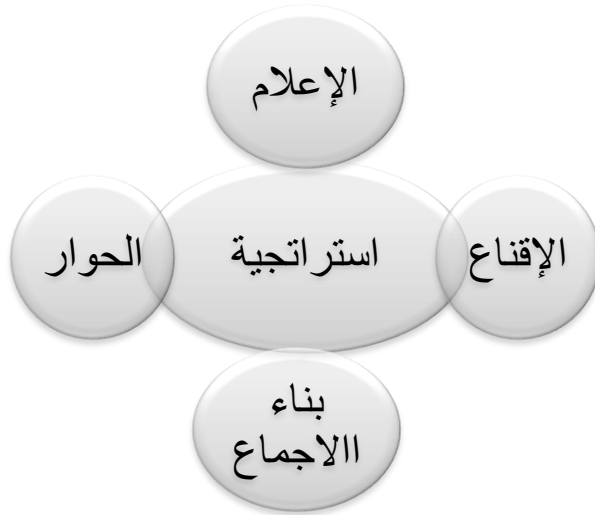 الإعلام
الإقناع
استراتجية
الحوار
بناء
االاجماع